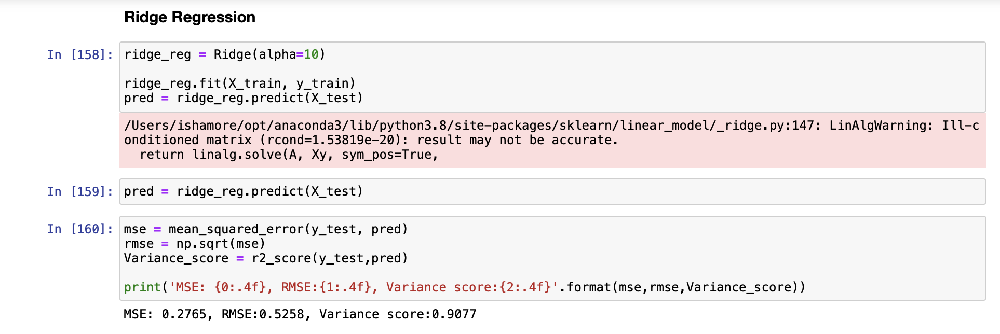 Ridge Regression
In [158]: ridge_reg = Ridge(alpha=10)
ridge_reg.fit(X_train, y_train)
pred = ridge_reg.predict(X_test)
/Users/ishamore/opt/anaconda3/lib/python3.8/site-packages/sklearn/linear_model/_ridge.py:147: LinAlgWarning: Ill-c
onditioned matrix (rcond=1.53819e-20): result may not be accurate.
  return linalg.solve(A, Xy, sym_pos=True,
In [159]: pred = ridge_reg.predict(X_test)
In [160]: mse = mean_squared_error(y_test, pred)
rmse = np.sqrt(mse)
Variance_score = r2_score(y_test,pred)
print('MSE: {0:.4f}, RMSE:{1:.4f}, Variance score:{2:.4f}'.format(mse,rmse,Variance_score))
MSE: 0.2765, RMSE:0.5258, Variance score:0.9077